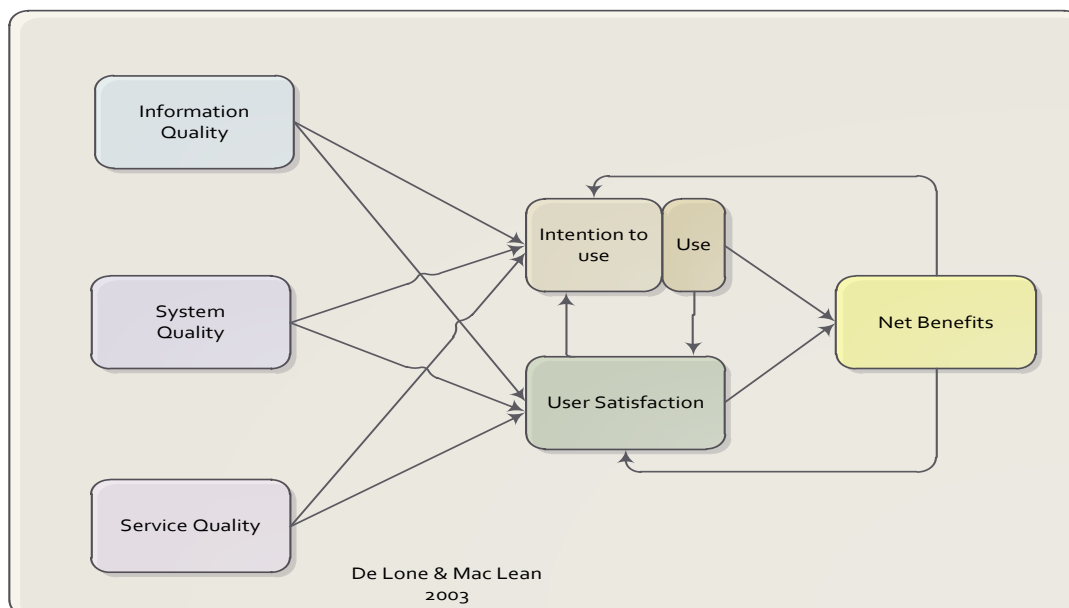 Information
Quality
Intention to
use
Use
System
Quality
Net Benefits
User Satisfaction
Service Quality
De Lone & Mac Lean
2003